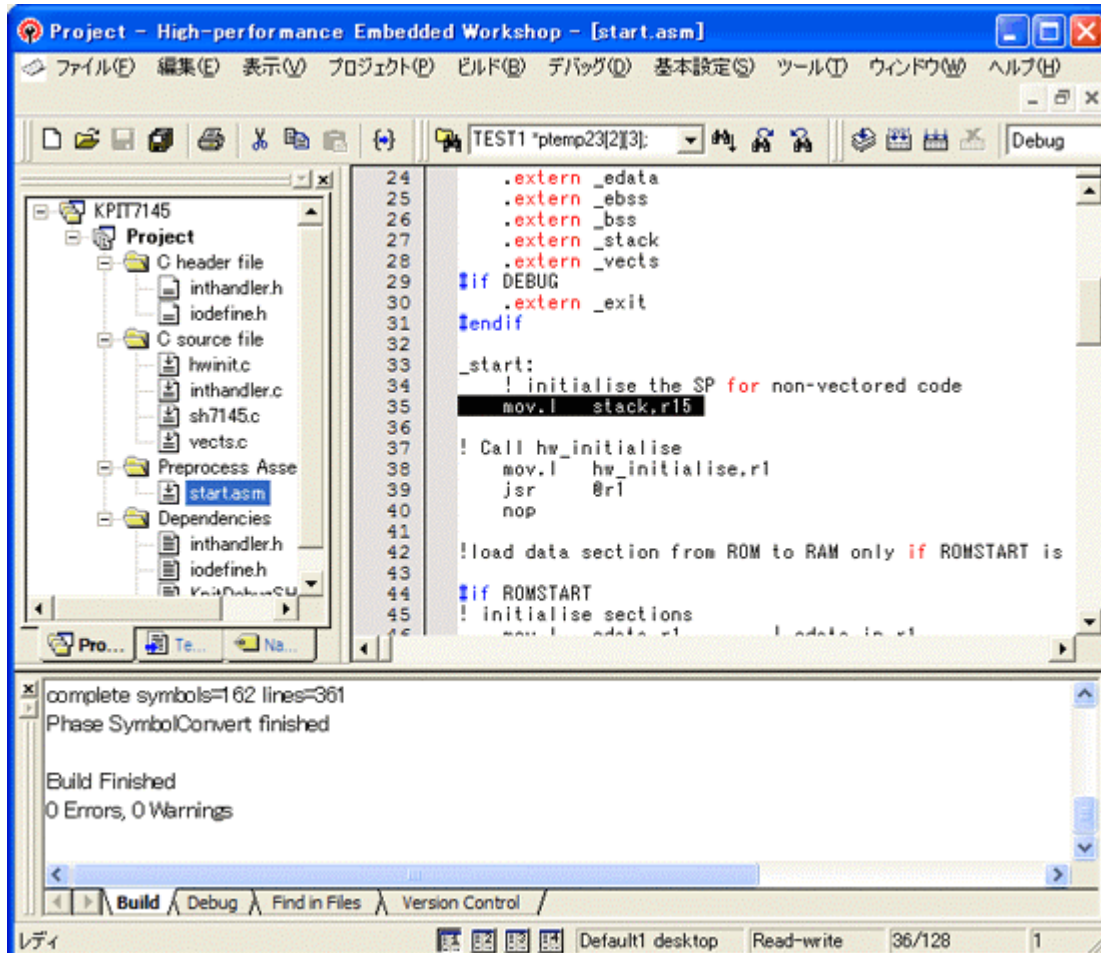 Project - High-performance Embedded Workshop - [start.asm]
ファイル(F) 編集(E) 表示(V) プロジェクト(P) ビルド(B) デバッグ(D) 基本設定(S) ツール(T) ウィンドウ(W) ヘルプ(H)
TEST1 *ptemp23[2][3]; Debug
KPIT7145
Project
C header file
inthandler.h
iodefine.h
C source file
hwinit.c
inthandler.c
sh7145.c
vects.c
Preprocess Asse
start.asm
Dependencies
inthandler.h
iodefine.h
Pro... Te... Na...
24 .extern _edata
25 .extern _ebss
26 .extern _bss
27 .extern _stack
28 .extern _vects
29 #if DEBUG
30 .extern _exit
31 #endif
32
33 _start:
34 ! initialise the SP for non-vectored code
35 mov.l stack,r15
36
37 ! Call hw_initialise
38 mov.l hw_initialise,r1
39 jsr @r1
40 nop
41
42 !load data section from ROM to RAM only if ROMSTART is
43
44 #if ROMSTART
45 ! initialise sections
complete symbols=162 lines=361
Phase SymbolConvert finished
Build Finished
0 Errors, 0 Warnings
Build Debug Find in Files Version Control
レディ Default1 desktop Read-write 36/128 1